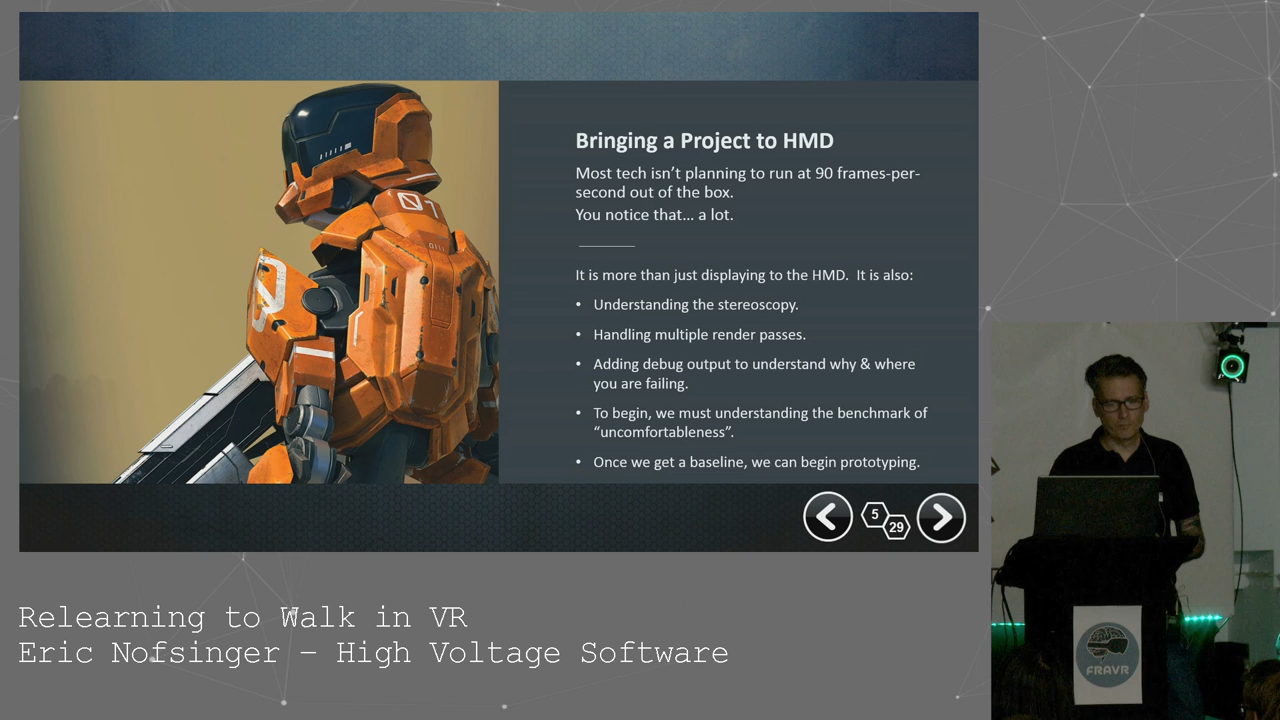 Bringing a Project to HMD
Most tech isn't planning to run at 90 frames-per-
second out of the box.
You notice that... a lot.
It is more than just displaying to the HMD. It is also:
• Understanding the stereoscopy.
• Handling multiple render passes.
• Adding debug output to understand why & where
you are failing.
• To begin, we must understanding the benchmark of
“uncomfortableness”.
• Once we get a baseline, we can begin prototyping.
07
7
5
29
Relearning to Walk in VR
Eric Nofsinger – High Voltage Software
FRAVR